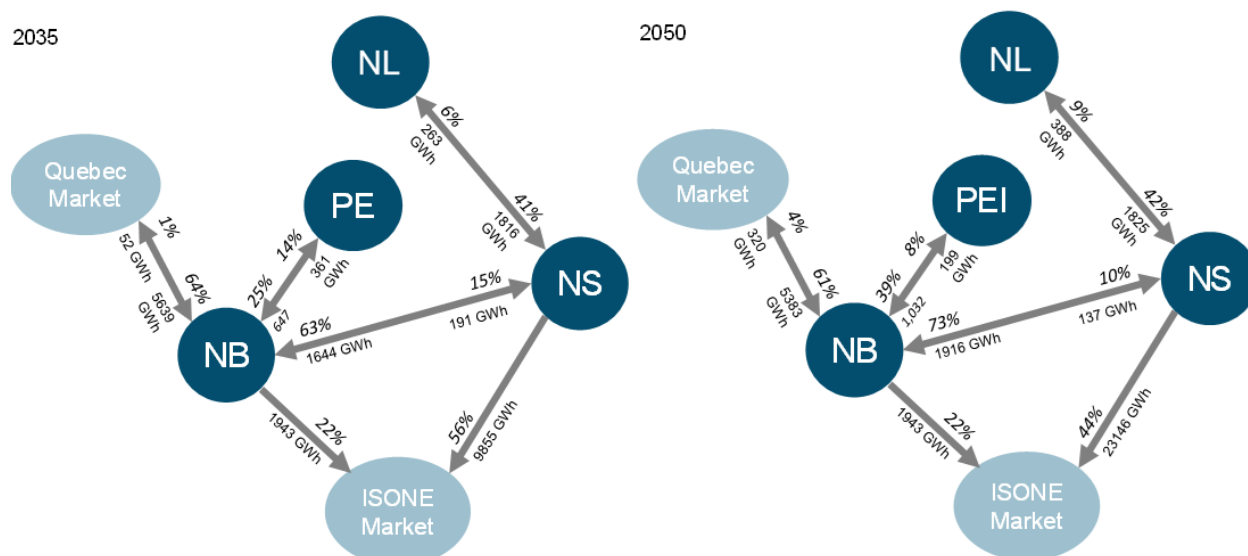 2035
NL
6%
263
GWh
Quebec
Market
PE
41%
1816
GWh
1%
52 GWh
14%
361
GWh
64%
5639
GWh
25%
647
15%
191 GWh
NS
NB
63%
1644 GWh
22%
1943 GWh
56%
9855 GWh
ISONE
Market
2050
NL
9%
388
GWh
Quebec
Market
PEI
42%
1825
GWh
4%
320
GWh
8%
199
GWh
61%
5383
GWh
39%
1,032
10%
137 GWh
NS
NB
73%
1916 GWh
22%
1943 GWh
44%
23146 GWh
ISONE
Market